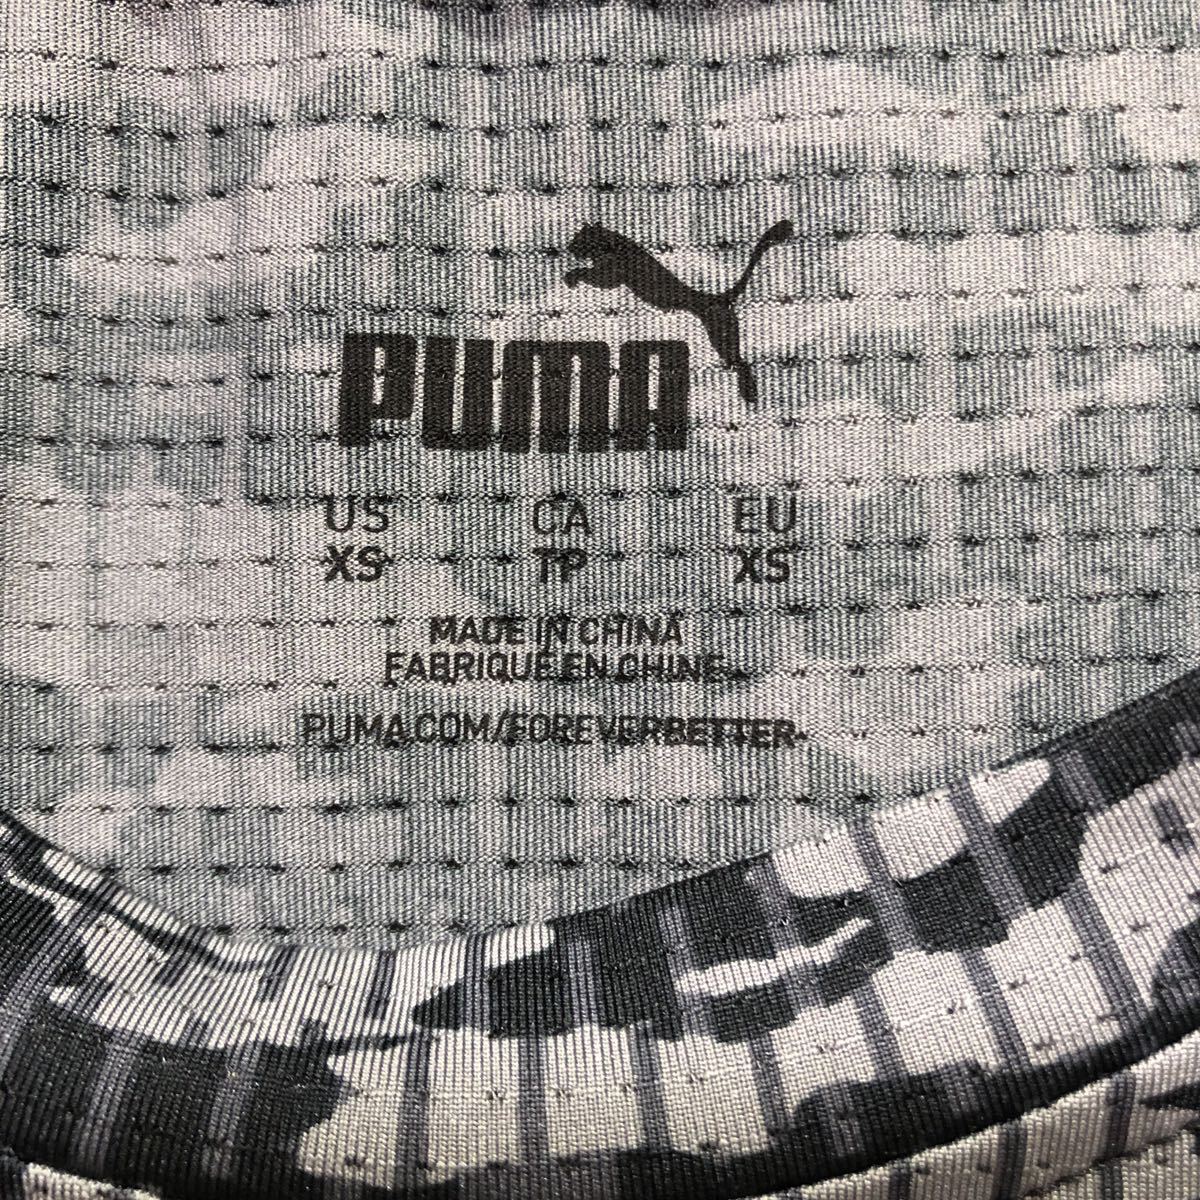 PUMA
US CA EU
XS TP XS
MADE IN CHINA
FABRIQUE EN CHINE
PUMA.COM/FOREVERBETTER